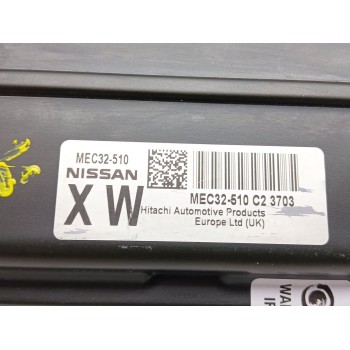 MEC32-510
NISSAN
X W
MEC32-510 C2 3703
Hitachi Automotive Products
Europe Ltd (UK)